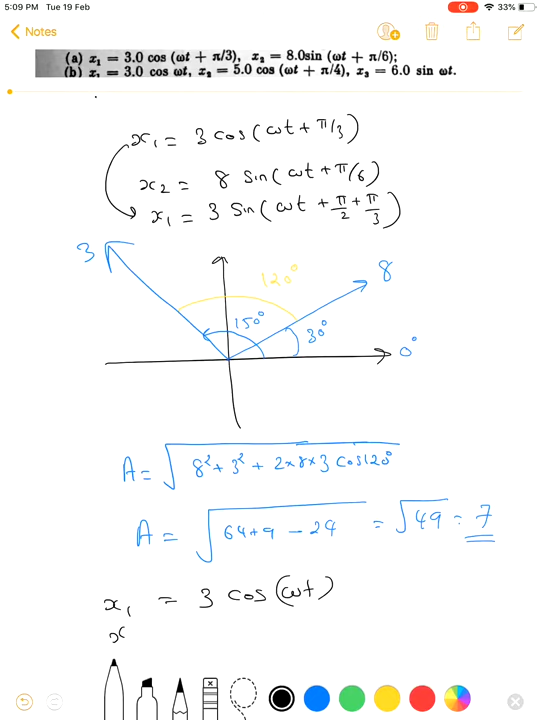 5:09 PM Tue 19 Feb
33%
Notes
(a) x₁ = 3.0 cos (ωt + π/3), x₂ = 8.0sin (ωt + π/6);
(b) x₁ = 3.0 cos ωt, x₂ = 5.0 cos (ωt + π/4), x₃ = 6.0 sin ωt.
x₁ = 3 cos(ωt + π/3)
x₂ = 8 sin(ωt + π/6)
x₁ = 3 sin(ωt + π/2 + π/3)
3
120°
8
150°
30°
0°
A = √(8² + 3² + 2×8×3 cos120°)
A = √(64+9 − 24) = √49 = 7
x₁ = 3 cos(ωt)
x